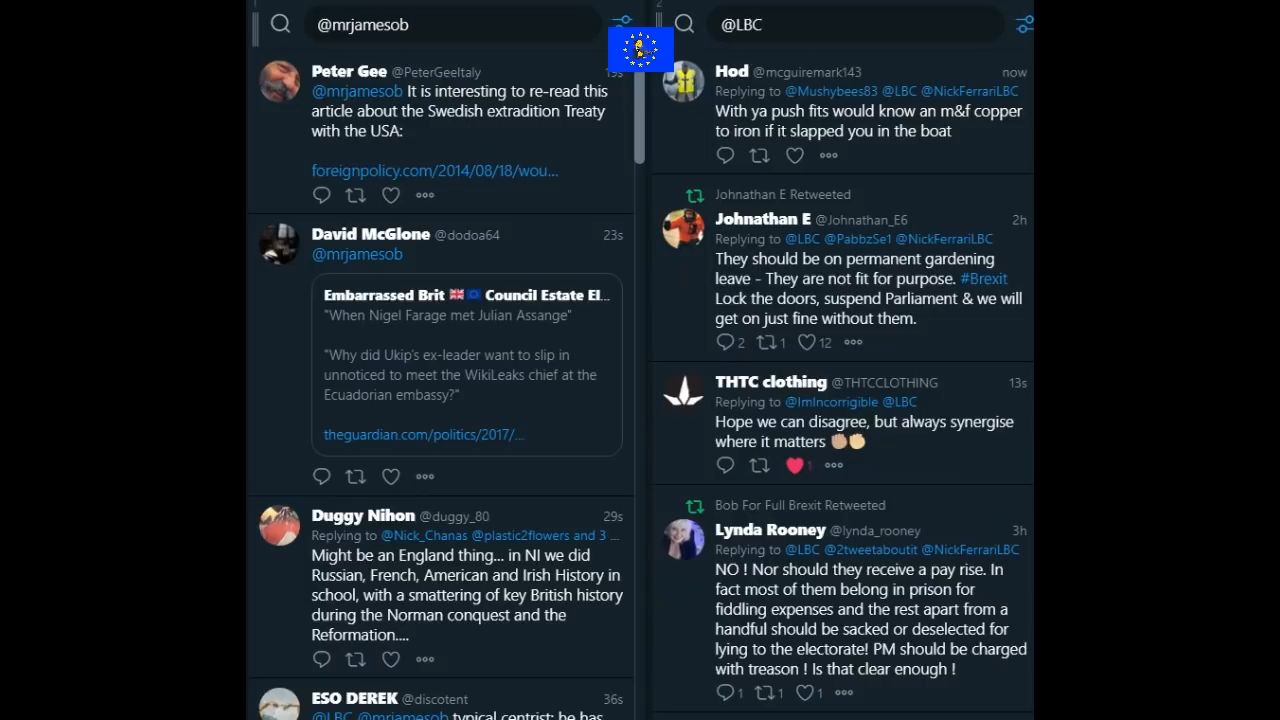 @mrjamesob
Peter Gee @PeterGeeItaly 19s
@mrjamesob It is interesting to re-read this
article about the Swedish extradition Treaty
with the USA:
foreignpolicy.com/2014/08/18/wou...
David McGlone @dodoa64 23s
@mrjamesob
Embarrassed Brit 🇬🇧🇪🇺 Council Estate El...
"When Nigel Farage met Julian Assange"
"Why did Ukip's ex-leader want to slip in
unnoticed to meet the WikiLeaks chief at the
Ecuadorian embassy?"
theguardian.com/politics/2017/...
Duggy Nihon @duggy_80 29s
Replying to @Nick_Chanas @plastic2flowers and 3 ...
Might be an England thing... in NI we did
Russian, French, American and Irish History in
school, with a smattering of key British history
during the Norman conquest and the
Reformation....
ESO DEREK @discotent 36s
@LBC @mrjamesob typical centrist: he has
2
@LBC
Hod @mcguiremark143 now
Replying to @Mushybees83 @LBC @NickFerrariLBC
With ya push fits would know an m&f copper
to iron if it slapped you in the boat
Johnathan E Retweeted
Johnathan E @Johnathan_E6 2h
Replying to @LBC @PabbzSe1 @NickFerrariLBC
They should be on permanent gardening
leave - They are not fit for purpose. #Brexit
Lock the doors, suspend Parliament & we will
get on just fine without them.
2 1 12
THTC clothing @THTCCLOTHING 13s
Replying to @ImIncorrigible @LBC
Hope we can disagree, but always synergise
where it matters ✊🏽✊🏼
1
Bob For Full Brexit Retweeted
Lynda Rooney @lynda_rooney 3h
Replying to @LBC @2tweetaboutit @NickFerrariLBC
NO ! Nor should they receive a pay rise. In
fact most of them belong in prison for
fiddling expenses and the rest apart from a
handful should be sacked or deselected for
lying to the electorate! PM should be charged
with treason ! Is that clear enough !
1 1 1